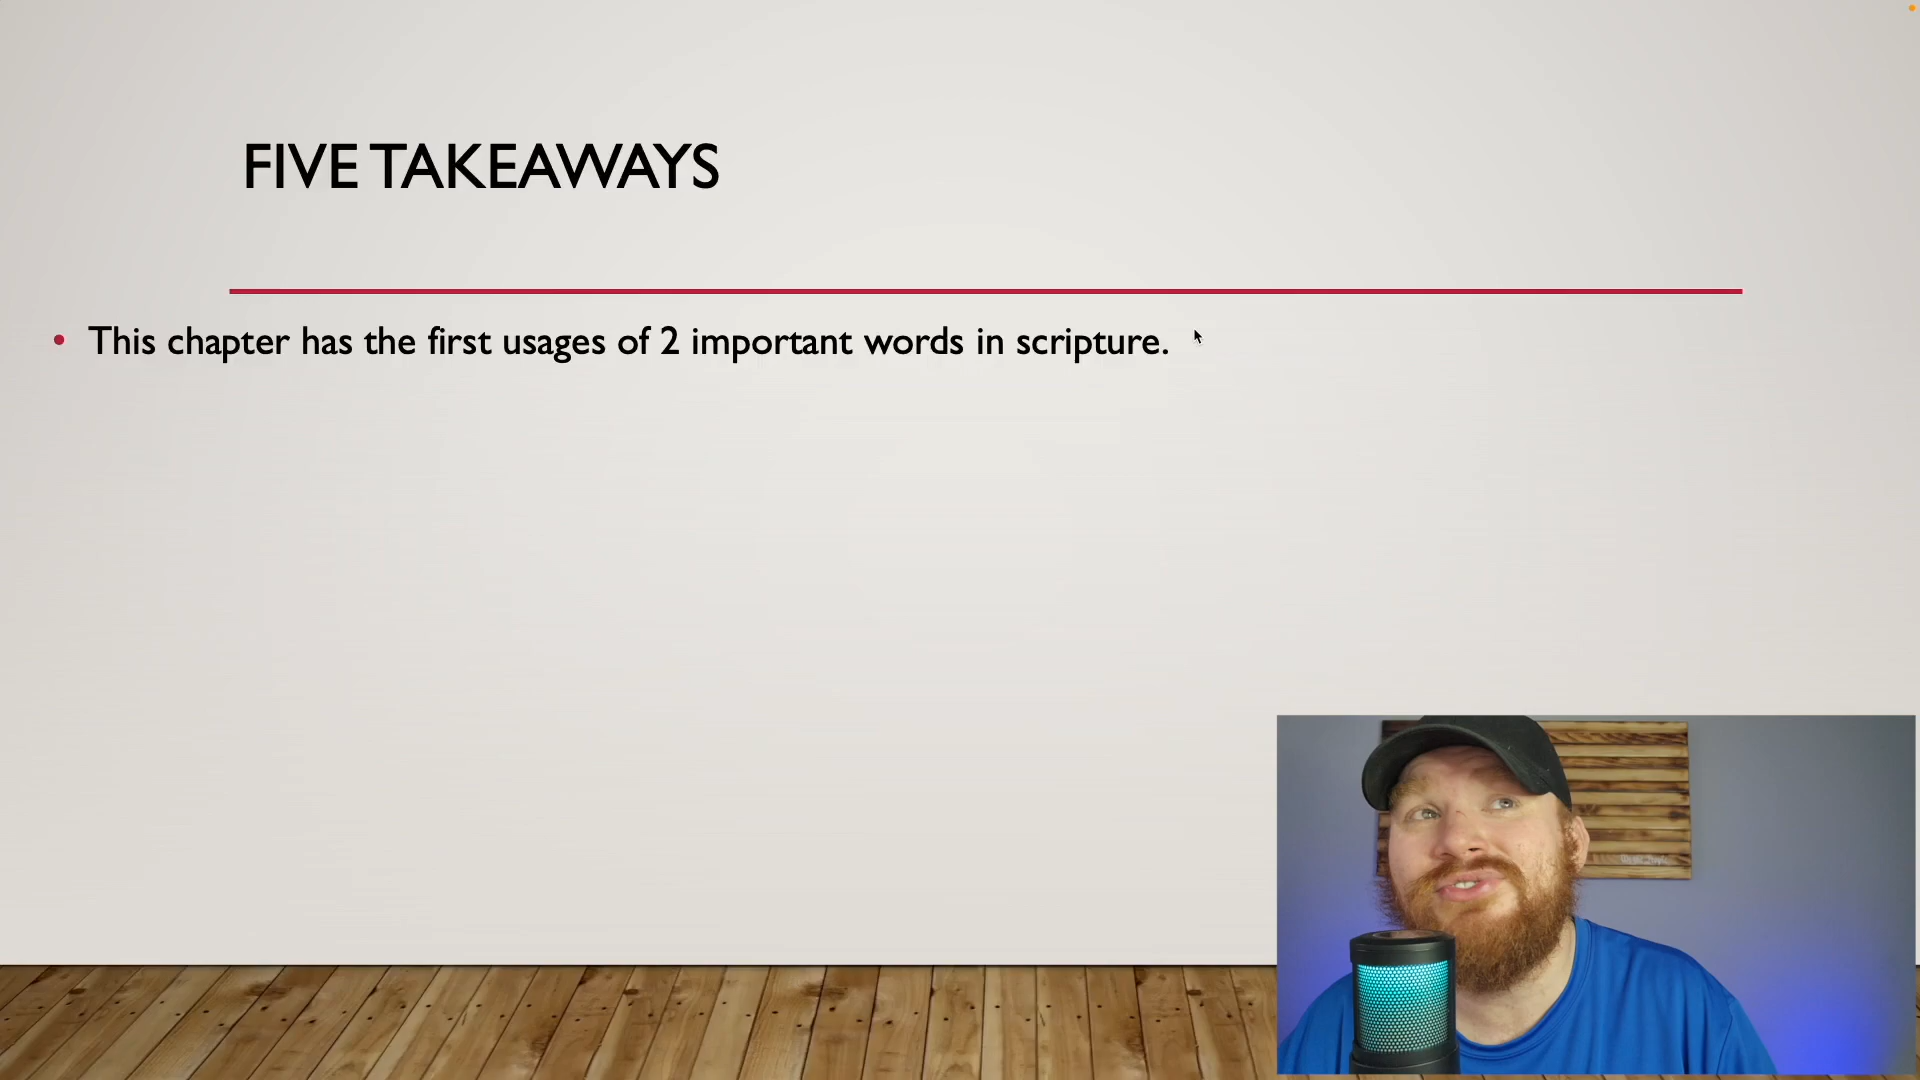 FIVE TAKEAWAYS
• This chapter has the first usages of 2 important words in scripture.